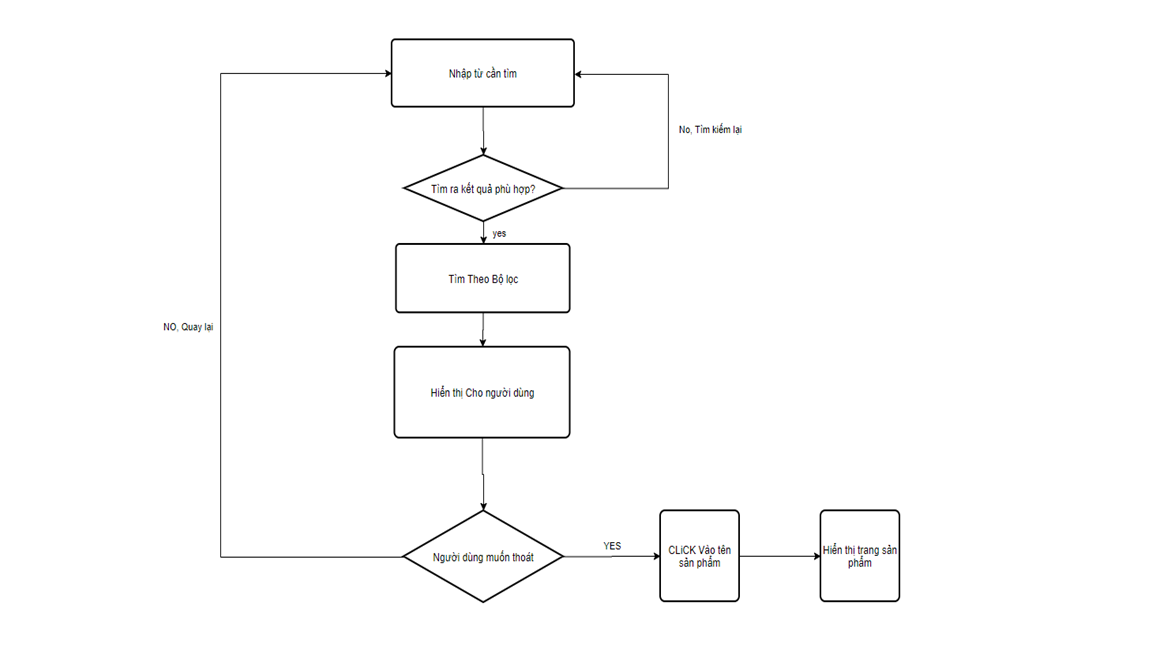 Nhập từ cần tìm
No, Tìm kiếm lại
Tìm ra kết quả phù hợp?
yes
Tìm Theo Bộ lọc
NO, Quay lại
Hiển thị Cho người dùng
Người dùng muốn thoát
YES
CLiCK Vào tên
sản phẩm
Hiển thị trang sản
phẩm